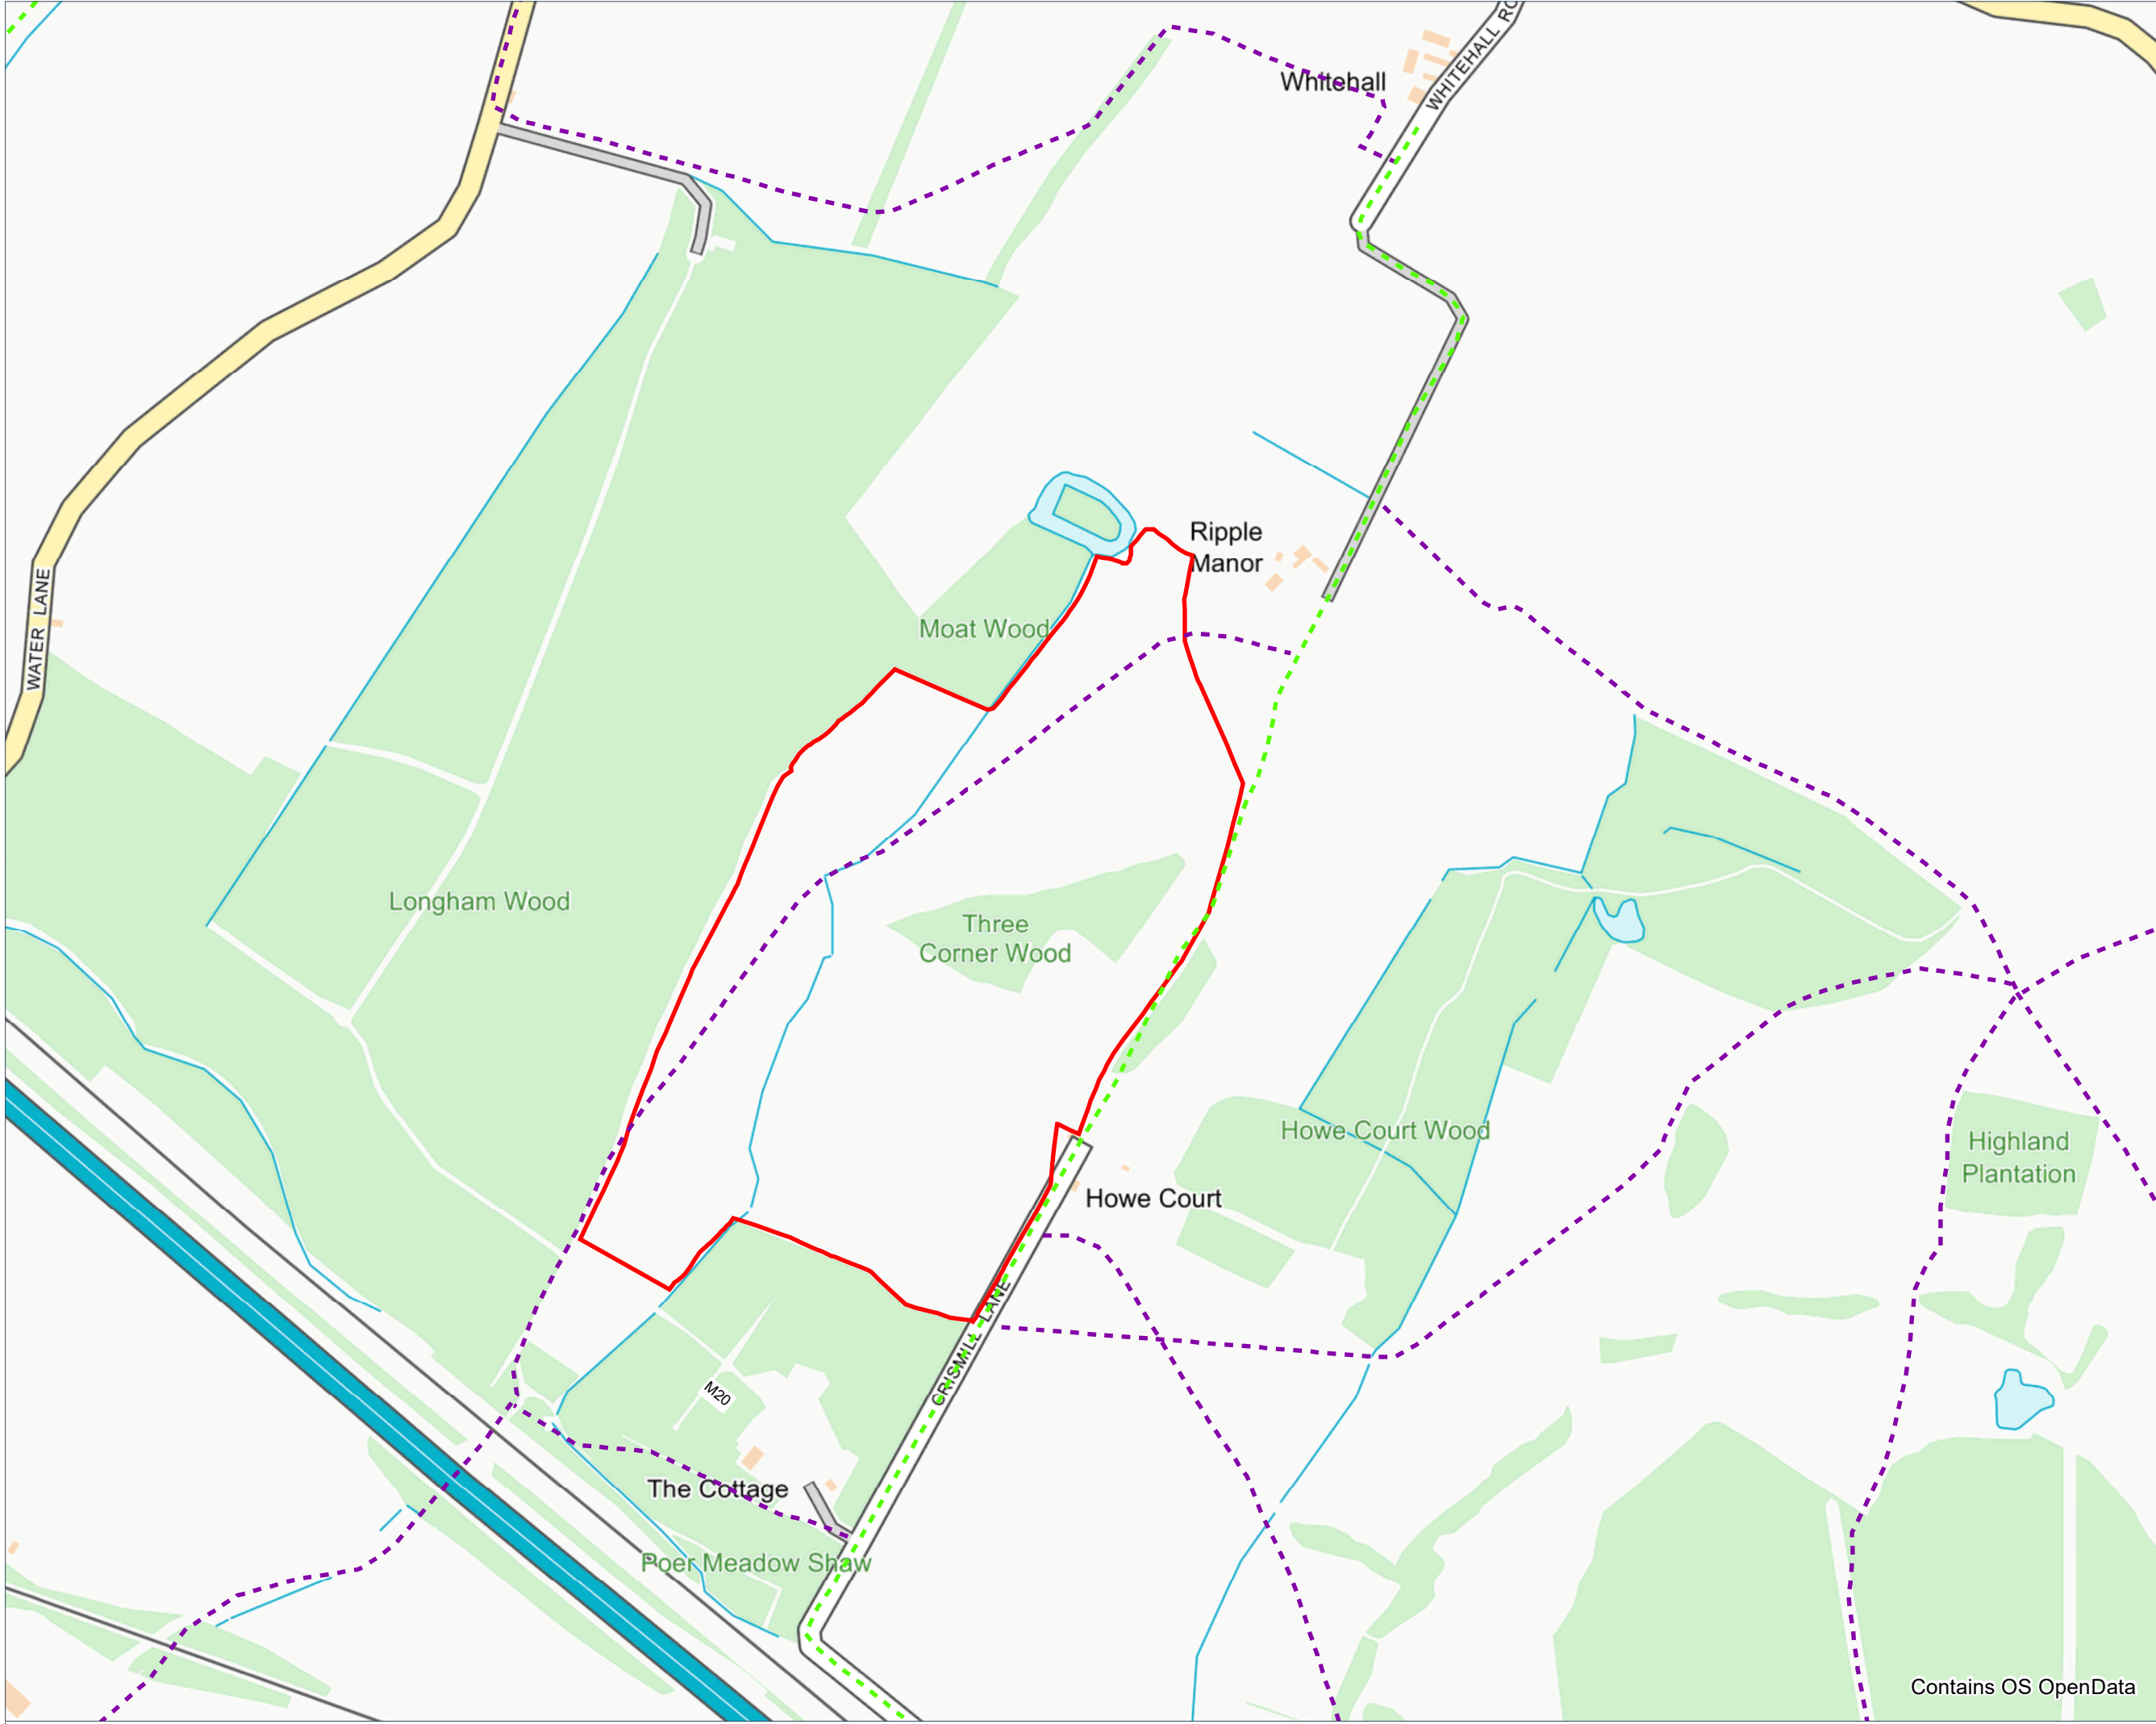 Whitehall
WHITEHALL RO
Ripple
Manor
WATER LANE
Moat Wood
Longham Wood
Three
Corner Wood
Howe Court Wood
Highland
Plantation
Howe Court
CRISMILL LANE
M20
The Cottage
Poer Meadow Shaw
Contains OS OpenData